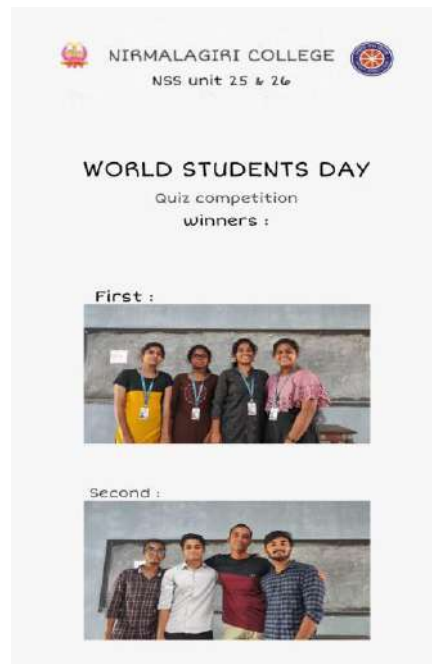 NIRMALAGIRI COLLEGE
NSS unit 25 & 26
WORLD STUDENTS DAY
Quiz competition
winners :
First :
Second :